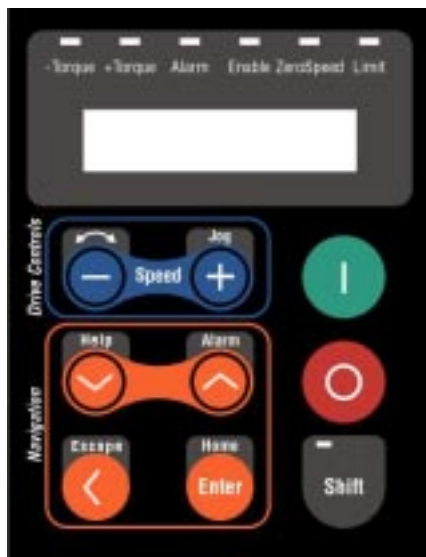 -Torque +Torque Alarm Enable ZeroSpeed Limit
Drive Controls
Jog
- Speed +
I
Navigation
Help Alarm
O
Escape Home
Enter Shift